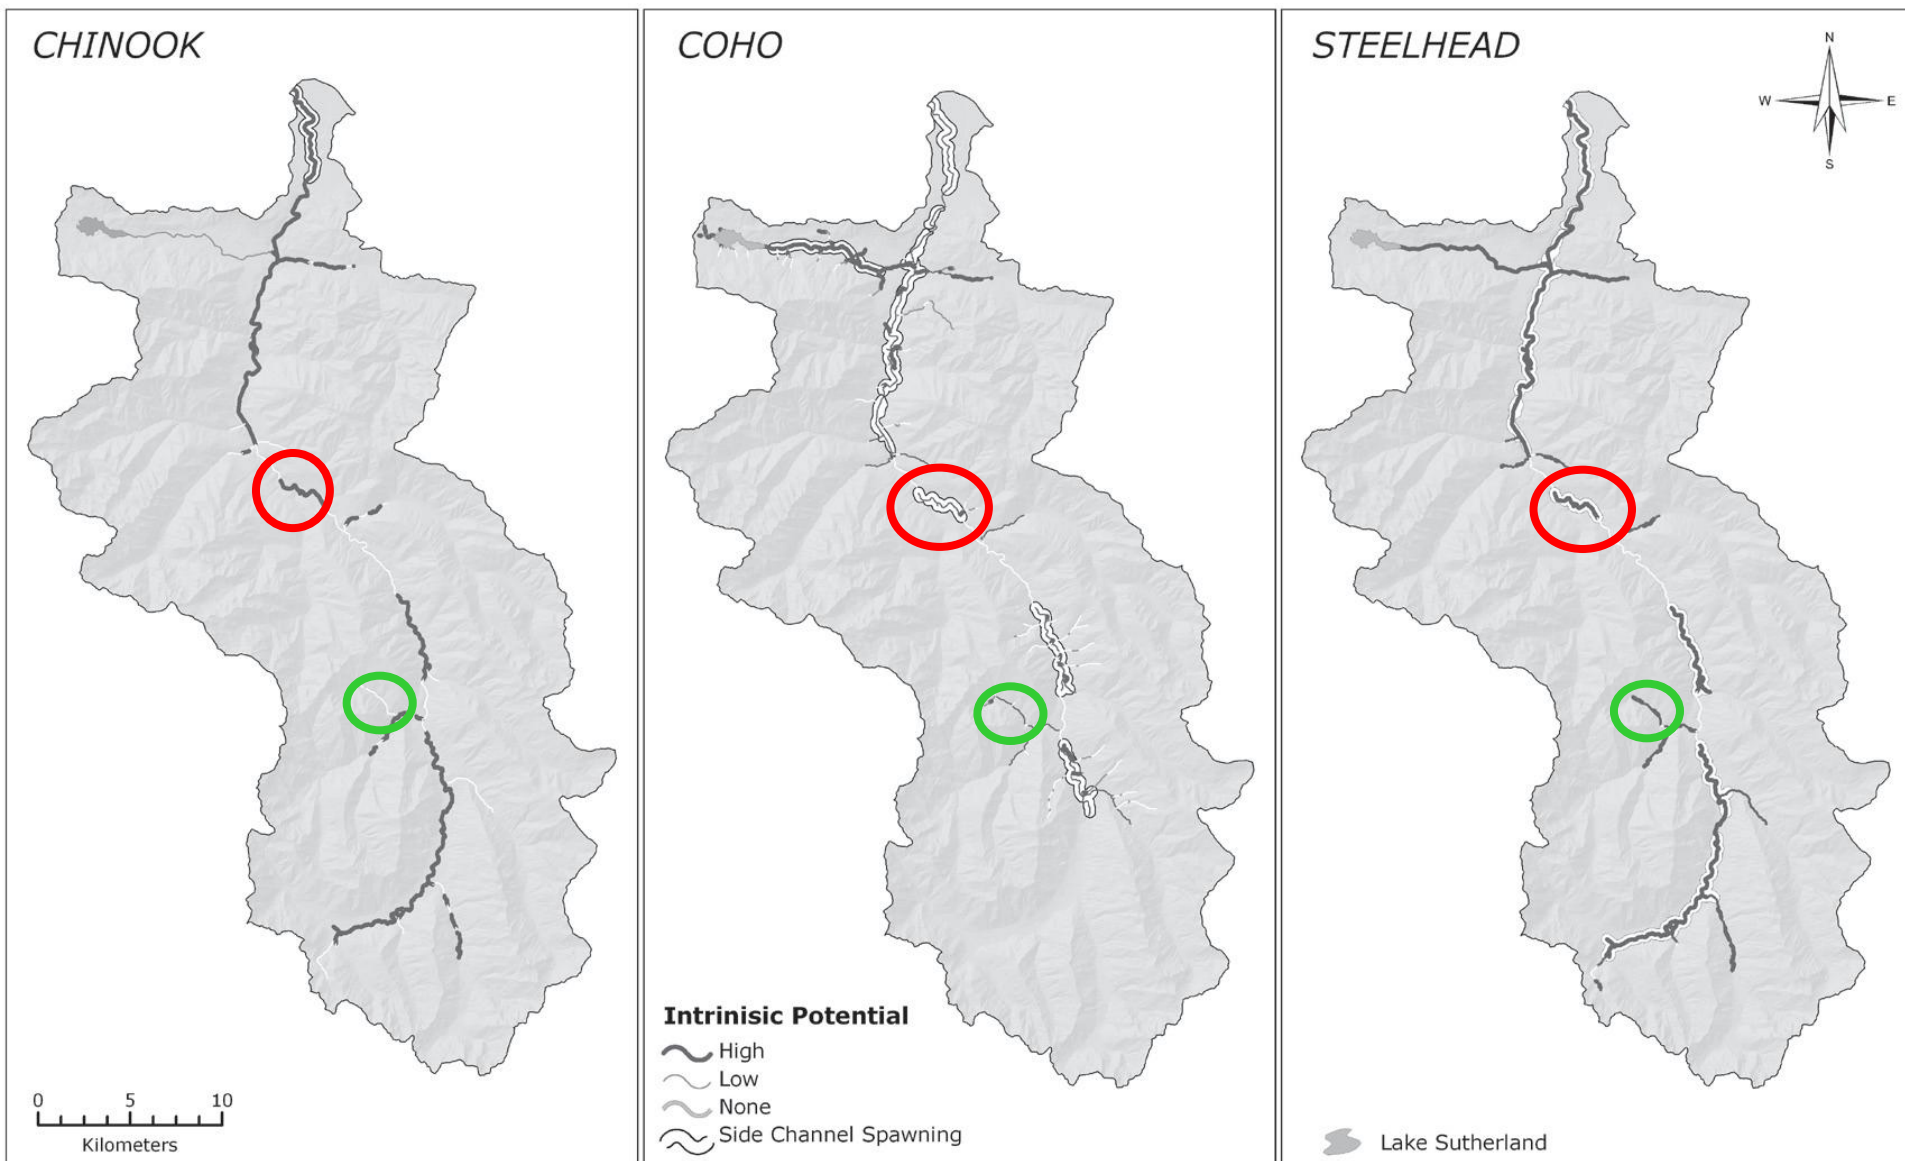 CHINOOK
COHO
STEELHEAD
N
W E
S
Intrinisic Potential
High
Low
None
Side Channel Spawning
0 5 10
Kilometers
Lake Sutherland